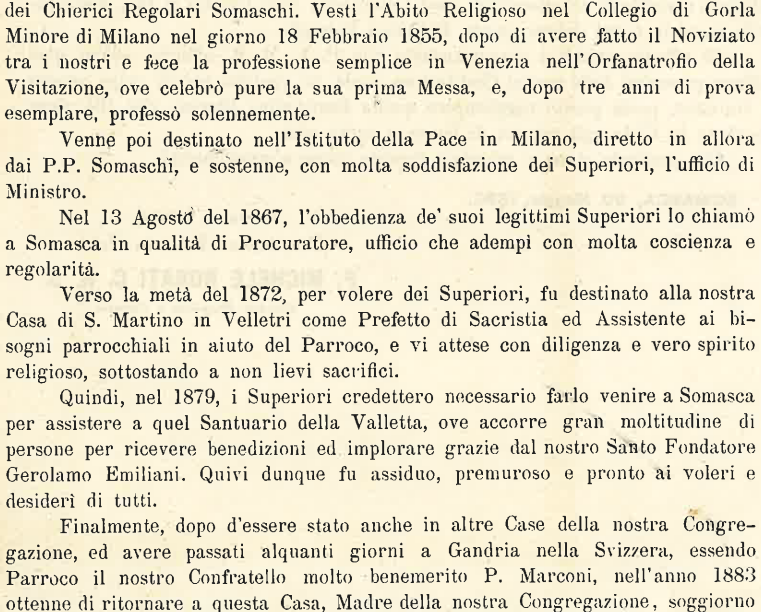 dei Chierici Regolari Somaschi. Vestì l'Abito Religioso nel Collegio di Gorla
Minore di Milano nel giorno 18 Febbraio 1855, dopo di avere fatto il Noviziato
tra i nostri e fece la professione semplice in Venezia nell'Orfanatrofio della
Visitazione, ove celebrò pure la sua prima Messa, e, dopo tre anni di prova
esemplare, professò solennemente.
Venne poi destinato nell'Istituto della Pace in Milano, diretto in allora
dai P.P. Somaschi, e sostenne, con molta soddisfazione dei Superiori, l'ufficio di
Ministro.
Nel 13 Agosto del 1867, l'obbedienza de' suoi legittimi Superiori lo chiamò
a Somasca in qualità di Procuratore, ufficio che adempì con molta coscienza e
regolarità.
Verso la metà del 1872, per volere dei Superiori, fu destinato alla nostra
Casa di S. Martino in Velletri come Prefetto di Sacristia ed Assistente ai bi-
sogni parrocchiali in aiuto del Parroco, e vi attese con diligenza e vero spirito
religioso, sottostando a non lievi sacrifici.
Quindi, nel 1879, i Superiori credettero necessario farlo venire a Somasca
per assistere a quel Santuario della Valletta, ove accorre gran moltitudine di
persone per ricevere benedizioni ed implorare grazie dal nostro Santo Fondatore
Gerolamo Emiliani. Quivi dunque fu assiduo, premuroso e pronto ai voleri e
desideri di tutti.
Finalmente, dopo d'essere stato anche in altre Case della nostra Congre-
gazione, ed avere passati alquanti giorni a Gandria nella Svizzera, essendo
Parroco il nostro Confratello molto benemerito P. Marconi, nell'anno 1883
ottenne di ritornare a questa Casa, Madre della nostra Congregazione, soggiorno